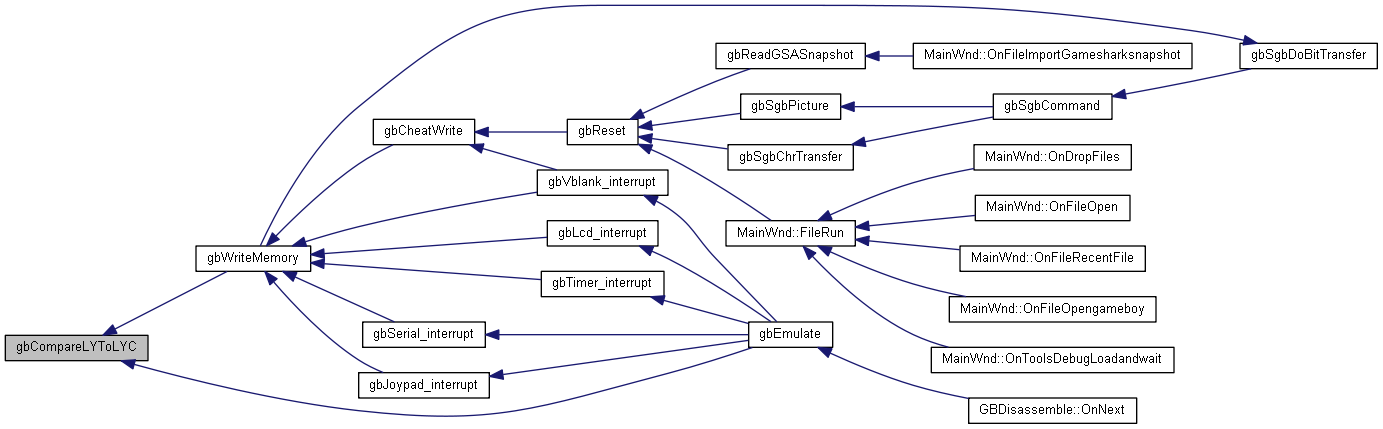 gbReadGSASnapshot
MainWnd::OnFileImportGamesharksnapshot
gbSgbDoBitTransfer
gbSgbPicture
gbSgbCommand
gbCheatWrite
gbReset
gbSgbChrTransfer
MainWnd::OnDropFiles
gbVblank_interrupt
MainWnd::OnFileOpen
gbLcd_interrupt
MainWnd::FileRun
gbWriteMemory
MainWnd::OnFileRecentFile
gbTimer_interrupt
MainWnd::OnFileOpengameboy
gbSerial_interrupt
gbEmulate
gbCompareLYToLYC
MainWnd::OnToolsDebugLoadandwait
gbJoypad_interrupt
GBDisassemble::OnNext